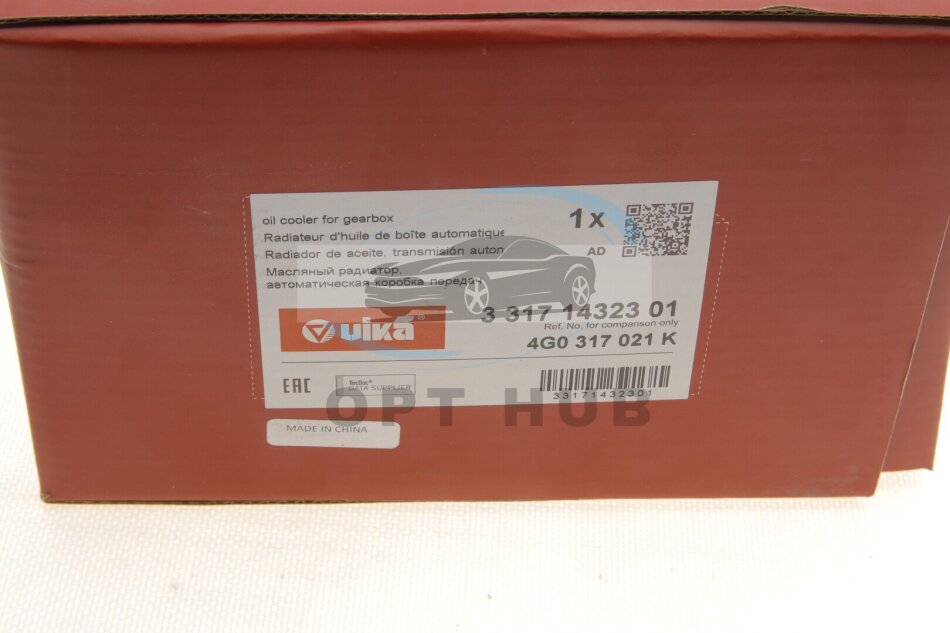 oil cooler for gearbox
Radiateur d'huile de boîte automatique
Radiador de aceite, transmisión autom
Масляный радиатор,
автоматическая коробка передач
1x
AD
vika®
3 317 14323 01
Ref. No. for comparison only
4G0 317 021 K
EAC
TecDoc®
DATA SUPPLIER
33171432301
OPT HUB
MADE IN CHINA